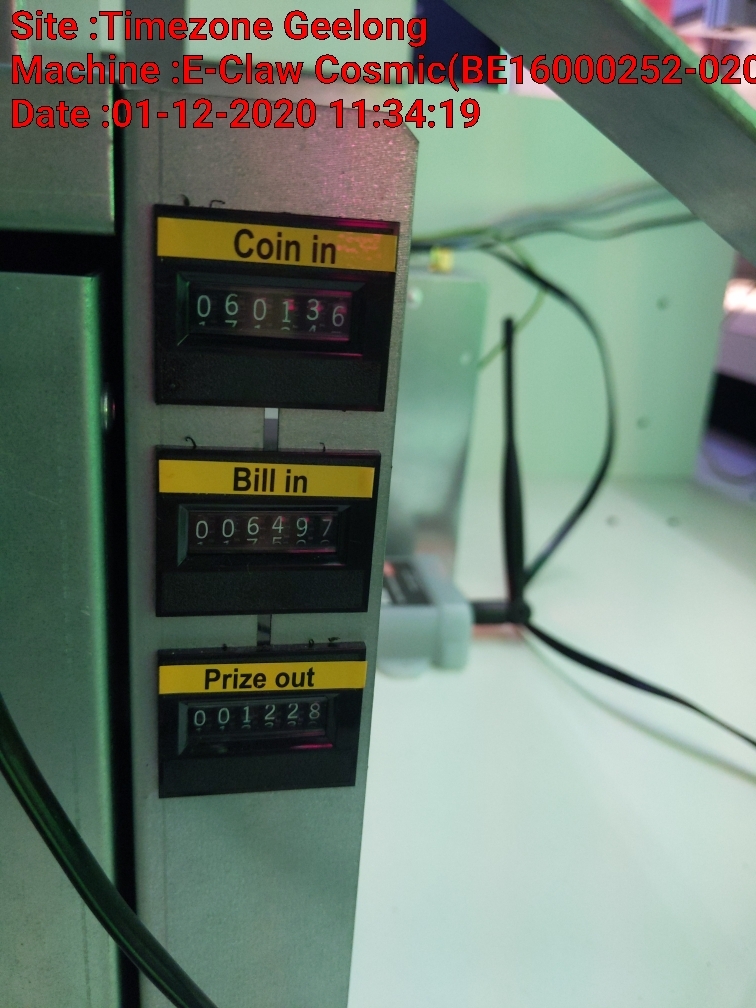 Site :Timezone Geelong
Machine :E-Claw Cosmic(BE16000252-020
Date :01-12-2020 11:34:19
Coin in
060136
Bill in
006497
Prize out
001228